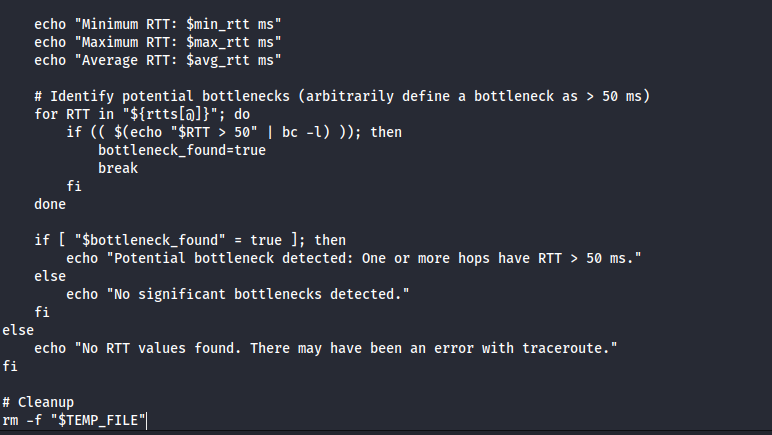 echo "Minimum RTT: $min_rtt ms"
    echo "Maximum RTT: $max_rtt ms"
    echo "Average RTT: $avg_rtt ms"

    # Identify potential bottlenecks (arbitrarily define a bottleneck as > 50 ms)
    for RTT in "${rtts[@]}"; do
        if (( $(echo "$RTT > 50" | bc -l) )); then
            bottleneck_found=true
            break
        fi
    done

    if [ "$bottleneck_found" = true ]; then
        echo "Potential bottleneck detected: One or more hops have RTT > 50 ms."
    else
        echo "No significant bottlenecks detected."
    fi
else
    echo "No RTT values found. There may have been an error with traceroute."
fi

# Cleanup
rm -f "$TEMP_FILE"